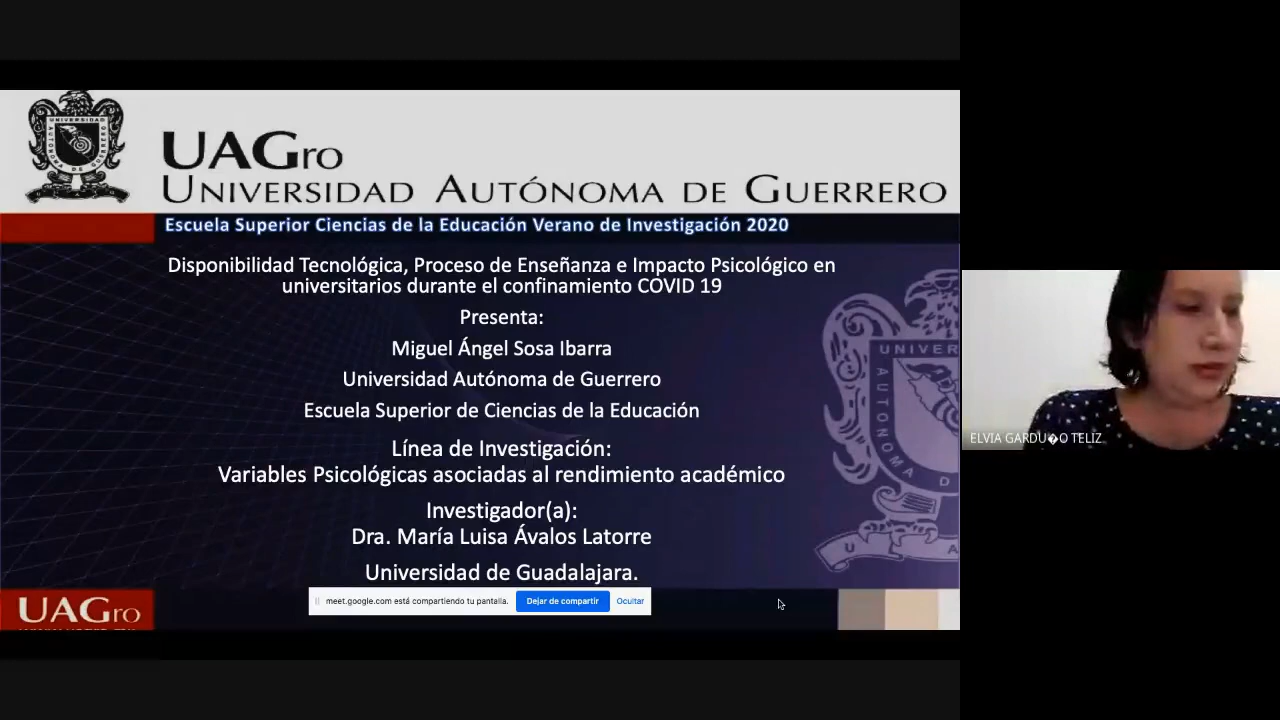 UAGro
UNIVERSIDAD AUTÓNOMA DE GUERRERO
Escuela Superior Ciencias de la Educación Verano de Investigación 2020
Disponibilidad Tecnológica, Proceso de Enseñanza e Impacto Psicológico en
universitarios durante el confinamiento COVID 19
Presenta:
Miguel Ángel Sosa Ibarra
Universidad Autónoma de Guerrero
Escuela Superior de Ciencias de la Educación
Línea de Investigación:
Variables Psicológicas asociadas al rendimiento académico
Investigador(a):
Dra. María Luisa Ávalos Latorre
Universidad de Guadalajara.
meet.google.com está compartiendo tu pantalla. Dejar de compartir Ocultar
UAGro
ELVIA GARDU�O TELIZ